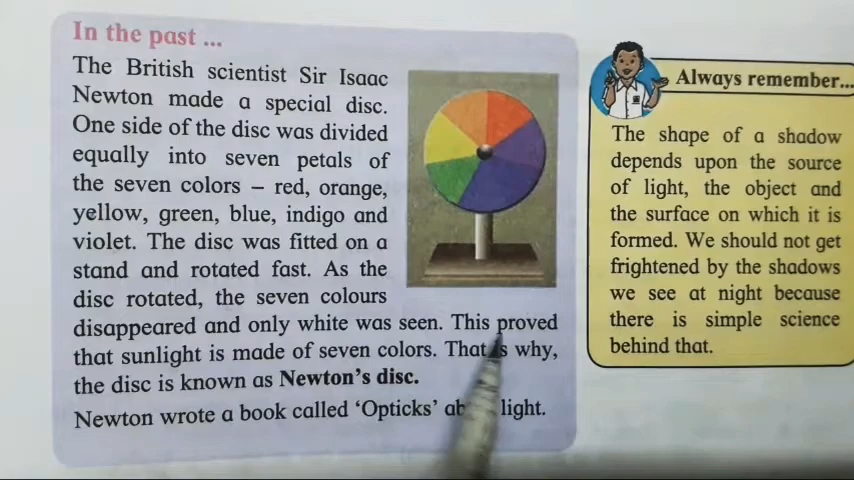 In the past ...
The British scientist Sir Isaac
Newton made a special disc.
One side of the disc was divided
equally into seven petals of
the seven colors – red, orange,
yellow, green, blue, indigo and
violet. The disc was fitted on a
stand and rotated fast. As the
disc rotated, the seven colours
disappeared and only white was seen. This proved
that sunlight is made of seven colors. That is why,
the disc is known as Newton's disc.
Newton wrote a book called 'Opticks' light.
Always remember...
The shape of a shadow
depends upon the source
of light, the object and
the surface on which it is
formed. We should not get
frightened by the shadows
we see at night because
there is simple science
behind that.